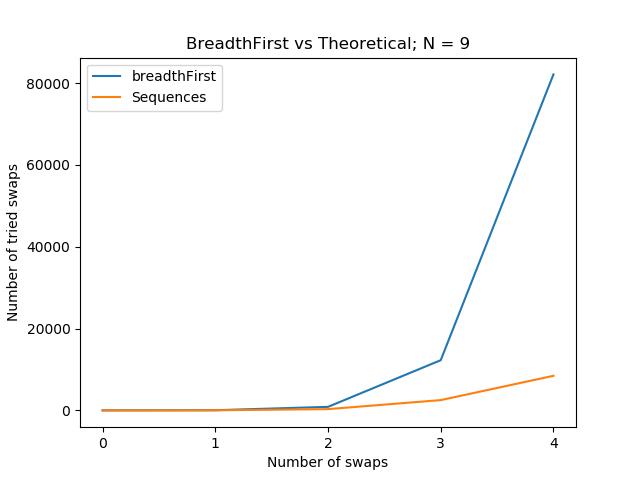 BreadthFirst vs Theoretical; N = 9
breadthFirst
Sequences
80000
60000
40000
20000
0
Number of tried swaps
0 1 2 3 4
Number of swaps